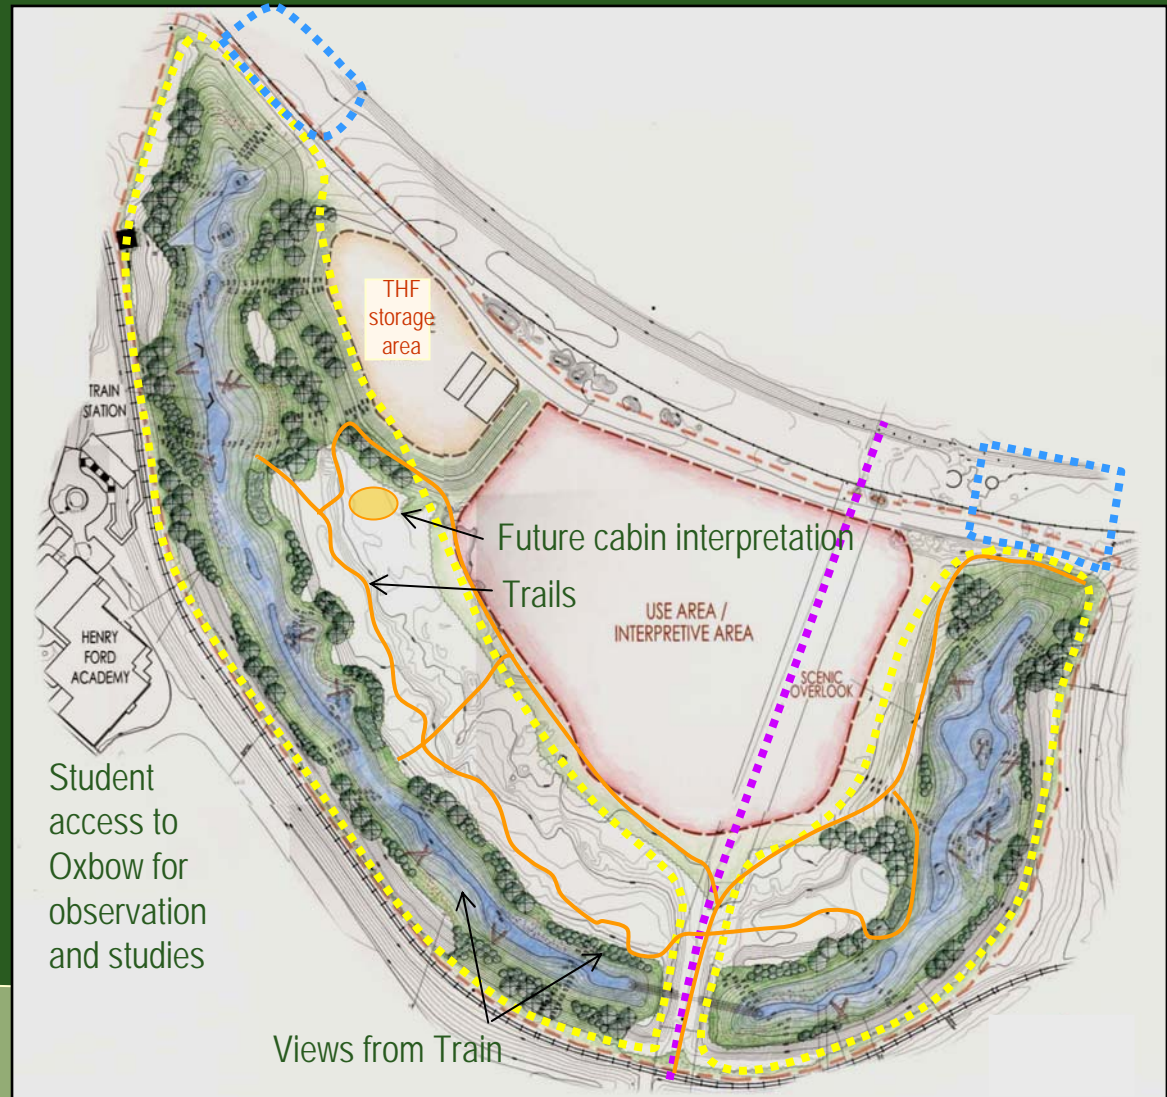 THF
storage
area
TRAIN
STATION
Future cabin interpretation
Trails
USE AREA /
INTERPRETIVE AREA
HENRY
FORD
ACADEMY
SCENIC
OVERLOOK
Student
access to
Oxbow for
observation
and studies
Views from Train